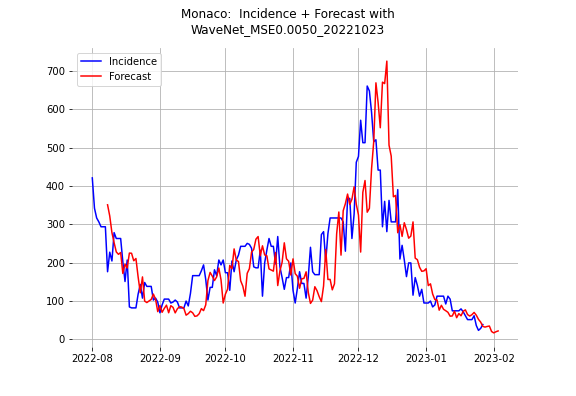 Monaco:  Incidence + Forecast with
WaveNet_MSE0.0050_20221023
Incidence
Forecast
700
600
500
400
300
200
100
0
2022-08 2022-09 2022-10 2022-11 2022-12 2023-01 2023-02